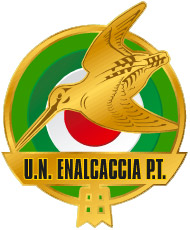 U.N. ENALCACCIA P.T.